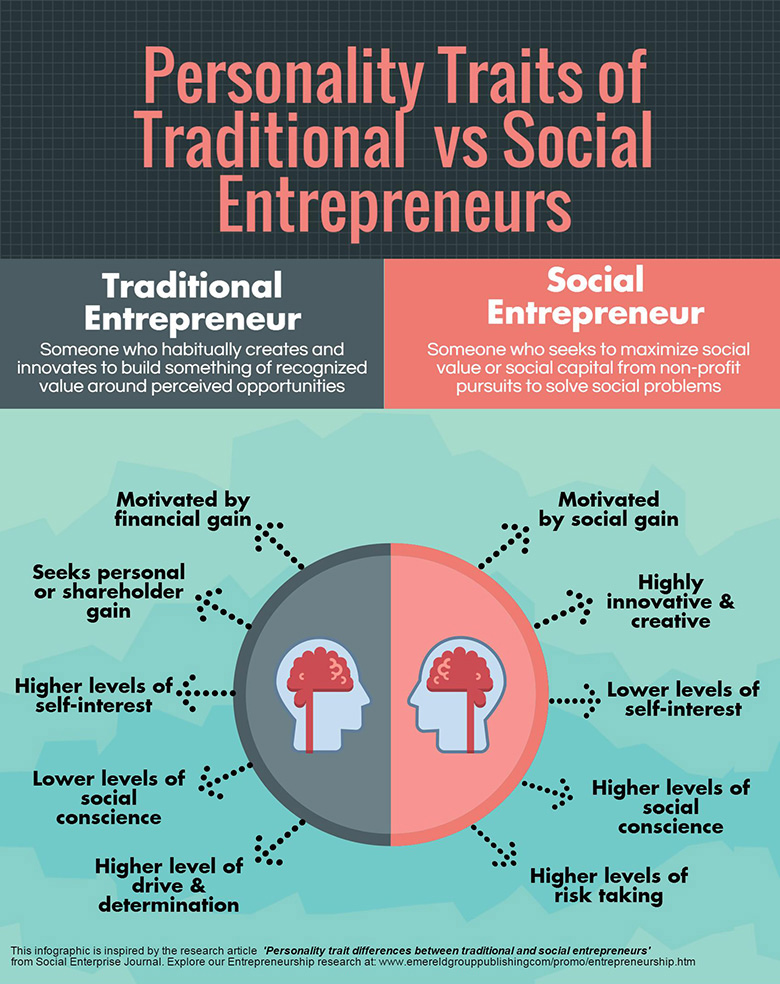 Personality Traits of
Traditional vs Social
Entrepreneurs
Traditional
Entrepreneur
Someone who habitually creates and
innovates to build something of recognized
value around perceived opportunities
Social
Entrepreneur
Someone who seeks to maximize social
value or social capital from non-profit
pursuits to solve social problems
Motivated by
financial gain
Seeks personal
or shareholder
gain
Higher levels of
self-interest
Lower levels of
social
conscience
Higher level of
drive &
determination
Motivated
by social gain
Highly
innovative &
creative
Lower levels of
self-interest
Higher levels of
social
conscience
Higher levels of
risk taking
This infographic is inspired by the research article 'Personality trait differences between traditional and social entrepreneurs'
from Social Enterprise Journal. Explore our Entrepreneurship research at: www.emereldgrouppublishingcom/promo/entrepreneurship.htm